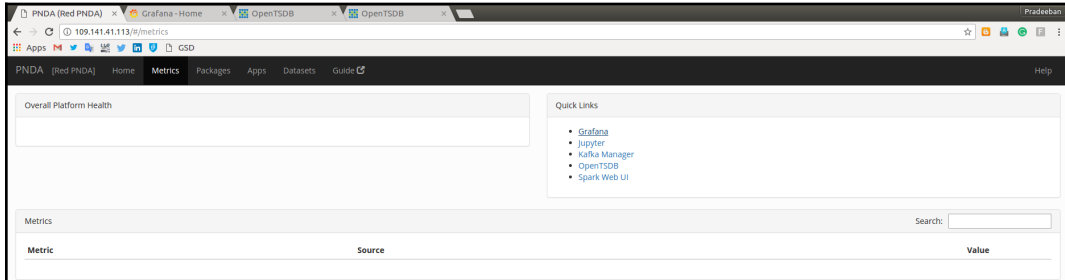 PNDA (Red PNDA) × Grafana - Home × OpenTSDB × OpenTSDB × Pradeeban
109.141.41.113/#/metrics
Apps GSD
PNDA [Red PNDA] Home Metrics Packages Apps Datasets Guide Help
Overall Platform Health
Quick Links
• Grafana
• Jupyter
• Kafka Manager
• OpenTSDB
• Spark Web UI
Metrics Search:
Metric Source Value